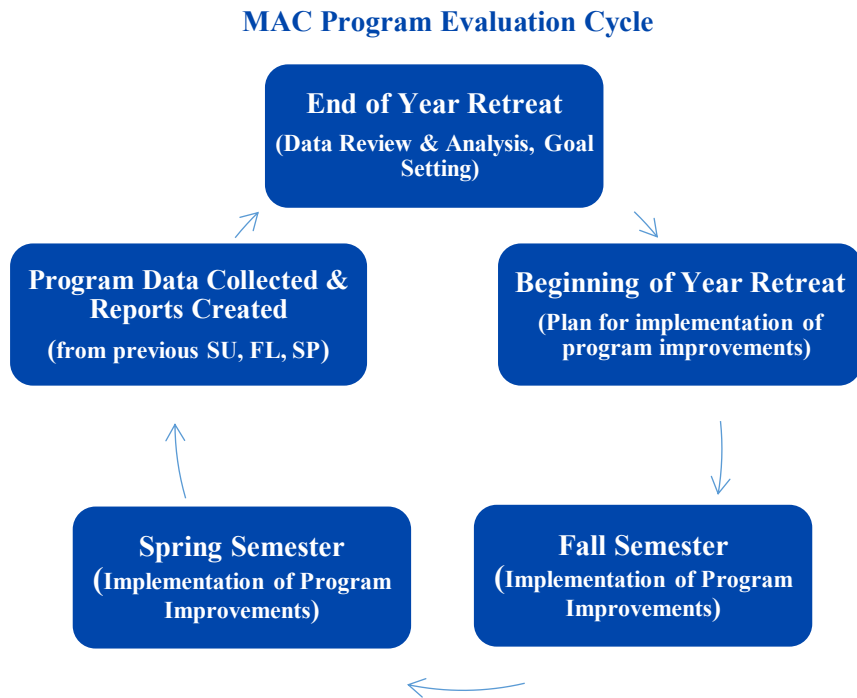 MAC Program Evaluation Cycle
End of Year Retreat
(Data Review & Analysis, Goal
Setting)
Beginning of Year Retreat
(Plan for implementation of
program improvements)
Fall Semester
(Implementation of Program
Improvements)
Spring Semester
(Implementation of Program
Improvements)
Program Data Collected &
Reports Created
(from previous SU, FL, SP)